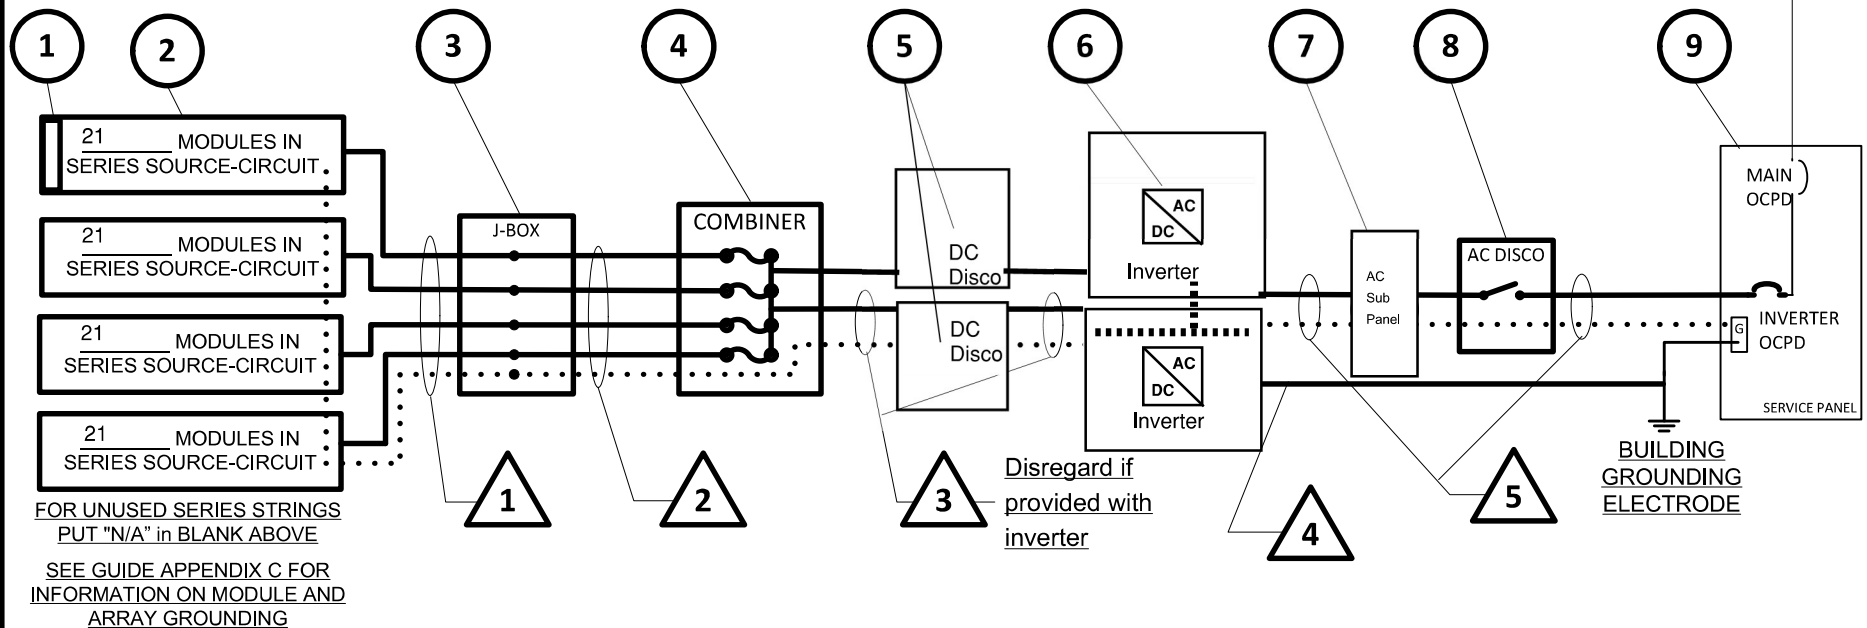 1
2
3
4
5
6
7
8
9
21 MODULES IN
SERIES SOURCE-CIRCUIT
21 MODULES IN
SERIES SOURCE-CIRCUIT
21 MODULES IN
SERIES SOURCE-CIRCUIT
21 MODULES IN
SERIES SOURCE-CIRCUIT
FOR UNUSED SERIES STRINGS
PUT "N/A" in BLANK ABOVE
SEE GUIDE APPENDIX C FOR
INFORMATION ON MODULE AND
ARRAY GROUNDING
J-BOX
COMBINER
DC
Disco
DC
Disco
AC
DC
Inverter
AC
DC
Inverter
AC
Sub
Panel
AC DISCO
MAIN
OCPD
INVERTER
OCPD
G
SERVICE PANEL
BUILDING
GROUNDING
ELECTRODE
1
2
3
Disregard if
provided with
inverter
4
5